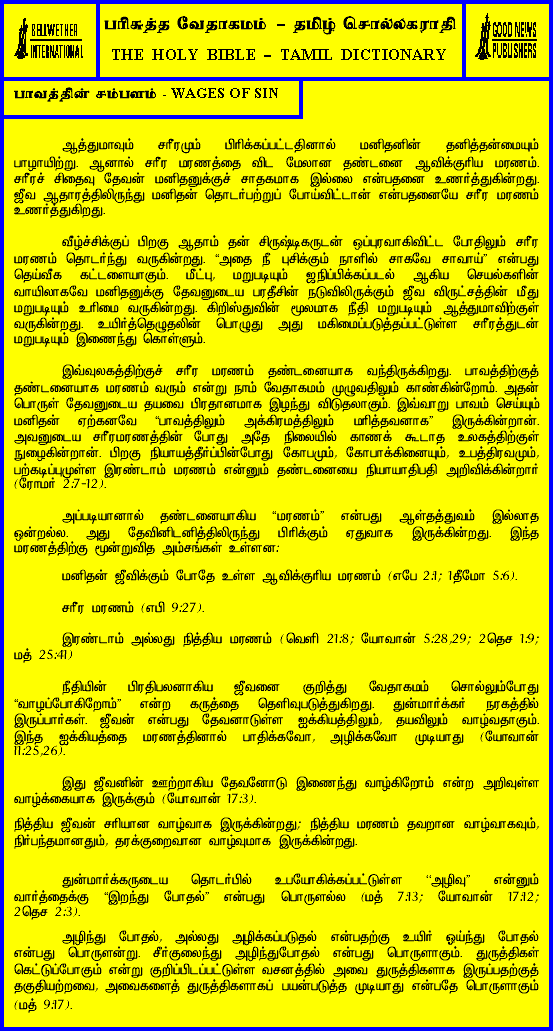 BELLWETHER
INTERNATIONAL
பரிசுத்த வேதாகமம் – தமிழ் சொல்லகராதி
THE HOLY BIBLE – TAMIL DICTIONARY
GOOD NEWS
PUBLISHERS
பாவத்தின் சம்பளம் - WAGES OF SIN
ஆத்துமாவும் சரீரமும் பிரிக்கப்பட்டதினால் மனிதனின் தனித்தன்மையும்
பாழாயிற்று. ஆனால் சரீர மரணத்தை விட மேலான தண்டனை ஆவிக்குரிய மரணம்.
சரீரச் சிதைவு தேவன் மனிதனுக்குச் சாதகமாக இல்லை என்பதனை உணர்த்துகின்றது.
ஜீவ ஆதாரத்திலிருந்து மனிதன் தொடர்பற்றுப் போய்விட்டான் என்பதனையே சரீர மரணம்
உணர்த்துகிறது.
வீழ்ச்சிக்குப் பிறகு ஆதாம் தன் சிருஷ்டிகருடன் ஒப்புரவாகிவிட்ட போதிலும் சரீர
மரணம் தொடர்ந்து வருகின்றது. “அதை நீ புசிக்கும் நாளில் சாகவே சாவாய்” என்பது
தெய்வீக கட்டளையாகும். மீட்பு, மறுபடியும் ஜநிப்பிக்கப்படல் ஆகிய செயல்களின்
வாயிலாகவே மனிதனுக்கு தேவனுடைய பரதீசின் நடுவிலிருக்கும் ஜீவ விருட்சத்தின் மீது
மறுபடியும் உரிமை வருகின்றது. கிறிஸ்துவின் மூலமாக நீதி மறுபடியும் ஆத்துமாவிற்குள்
வருகின்றது. உயிர்த்தெழுதலின் பொழுது அது மகிமைப்படுத்தப்பட்டுள்ள சரீரத்துடன்
மறுபடியும் இணைந்து கொள்ளும்.
இவ்வுலகத்திற்குச் சரீர மரணம் தண்டனையாக வந்திருக்கிறது. பாவத்திற்குத்
தண்டனையாக மரணம் வரும் என்று நாம் வேதாகமம் முழுவதிலும் காண்கின்றோம். அதன்
பொருள் தேவனுடைய தயவை பிரதானமாக இழந்து விடுதலாகும். இவ்வாறு பாவம் செய்யும்
மனிதன் ஏற்கனவே “பாவத்திலும் அக்கிரமத்திலும் மரித்தவனாக” இருக்கின்றான்.
அவனுடைய சரீரமரணத்தின் போது அதே நிலையில் காணக் கூடாத உலகத்திற்குள்
நுழைகின்றான். பிறகு நியாயத்தீர்ப்பின்போது கோபமும், கோபாக்கினையும், உபத்திரவமும்,
பற்கடிப்புமுள்ள இரண்டாம் மரணம் என்னும் தண்டனையை நியாயாதிபதி அறிவிக்கின்றார்
(ரோமர் 2:7-12).
அப்படியானால் தண்டனையாகிய “மரணம்” என்பது ஆள்தத்துவம் இல்லாத
ஒன்றல்ல. அது தேவினிடனித்திலிருந்து பிரிக்கும் ஏதுவாக இருக்கின்றது. இந்த
மரணத்திற்கு மூன்றுவித அம்சங்கள் உள்ளன:
மனிதன் ஜீவிக்கும் போதே உள்ள ஆவிக்குரிய மரணம் (எபே 2:1; 1தீமோ 5:6).
சரீர மரணம் (எபி 9:27).
இரண்டாம் அல்லது நித்திய மரணம் (வெளி 21:8; யோவான் 5:28,29; 2தெச 1:9;
மத் 25:41)
நீதியின் பிரதிபலனாகிய ஜீவனை குறித்து வேதாகமம் சொல்லும்போது
“வாழப்போகிறோம்” என்ற கருத்தை தெளிவுபடுத்துகிறது. துன்மார்க்கர் நரகத்தில்
இருப்பார்கள். ஜீவன் என்பது தேவனாடுள்ள ஐக்கியத்திலும், தயவிலும் வாழ்வதாகும்.
இந்த ஐக்கியத்தை மரணத்தினால் பாதிக்கவோ, அழிக்கவோ முடியாது (யோவான்
11:25,26).
இது ஜீவனின் ஊற்றாகிய தேவனோடு இணைந்து வாழ்கிறோம் என்ற அறிவுள்ள
வாழ்க்கையாக இருக்கும் (யோவான் 17:3).
நித்திய ஜீவன் சரியான வாழ்வாக இருக்கின்றது; நித்திய மரணம் தவறான வாழ்வாகவும்,
நிர்பந்தமானதும், தரக்குறைவான வாழ்வுமாக இருக்கின்றது.
துன்மார்க்கருடைய தொடர்பில் உபயோகிக்கப்பட்டுள்ள “அழிவு” என்னும்
வார்த்தைக்கு “இறந்து போதல்” என்பது பொருளல்ல (மத் 7:13; யோவான் 17:12;
2தெச 2:3).
அழிந்து போதல், அல்லது அழிக்கப்படுதல் என்பதற்கு உயிர் ஓய்ந்து போதல்
என்பது பொருளன்று. சீர்குலைந்து அழிந்துபோதல் என்பது பொருளாகும். துருத்திகள்
கெட்டுப்போகும் என்று குறிப்பிடப்பட்டுள்ள வசனத்தில் அவை துருத்திகளாக இருப்பதற்குத்
தகுதியற்றவை, அவைகளைத் துருத்திகளாகப் பயன்படுத்த முடியாது என்பதே பொருளாகும்
(மத் 9:17).